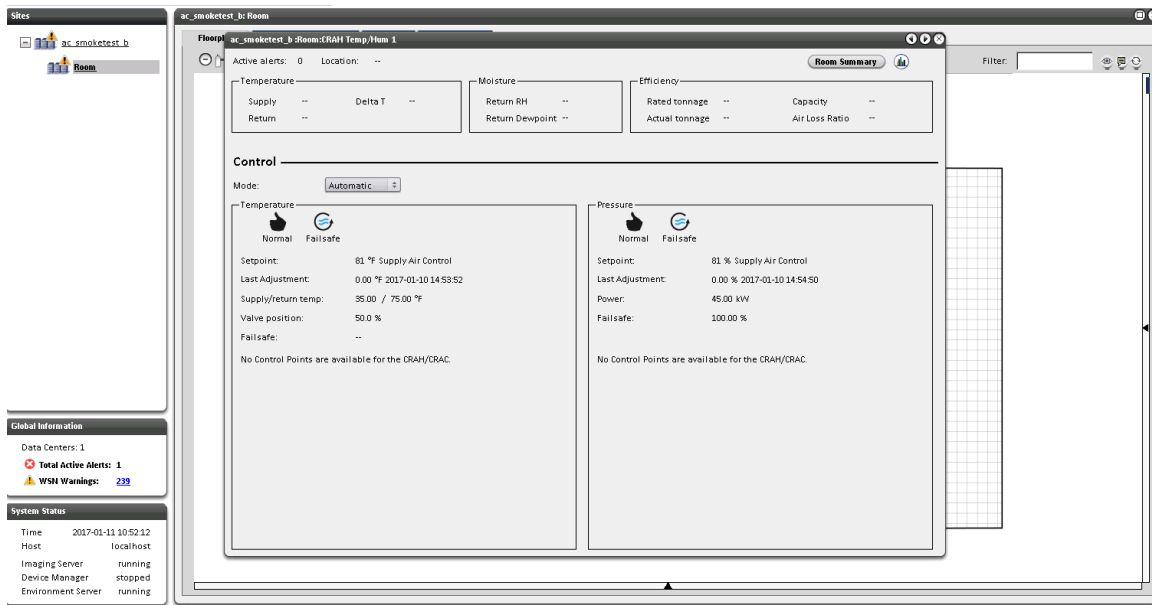 Sites
ac_smoketest_b
Room
Global Information
Data Centers: 1
Total Active Alerts: 1
WSN Warnings: 239
System Status
Time 2017-01-11 10:52:12
Host localhost
Imaging Server running
Device Manager stopped
Environment Server running
ac_smoketest_b: Room
Filter:
ac_smoketest_b :Room:CRAH Temp/Hum 1
Active alerts: 0 Location: --
Room Summary
Temperature
Supply -- Delta T --
Return --
Moisture
Return RH --
Return Dewpoint --
Efficiency
Rated tonnage -- Capacity --
Actual tonnage -- Air Loss Ratio --
Control
Mode: Automatic
Temperature
Normal Failsafe
Setpoint: 81 °F Supply Air Control
Last Adjustment: 0.00 °F 2017-01-10 14:53:52
Supply/return temp: 35.00 / 75.00 °F
Valve position: 50.0 %
Failsafe: --
No Control Points are available for the CRAH/CRAC.
Pressure
Normal Failsafe
Setpoint: 81 % Supply Air Control
Last Adjustment: 0.00 % 2017-01-10 14:54:50
Power: 45.00 kW
Failsafe: 100.00 %
No Control Points are available for the CRAH/CRAC.